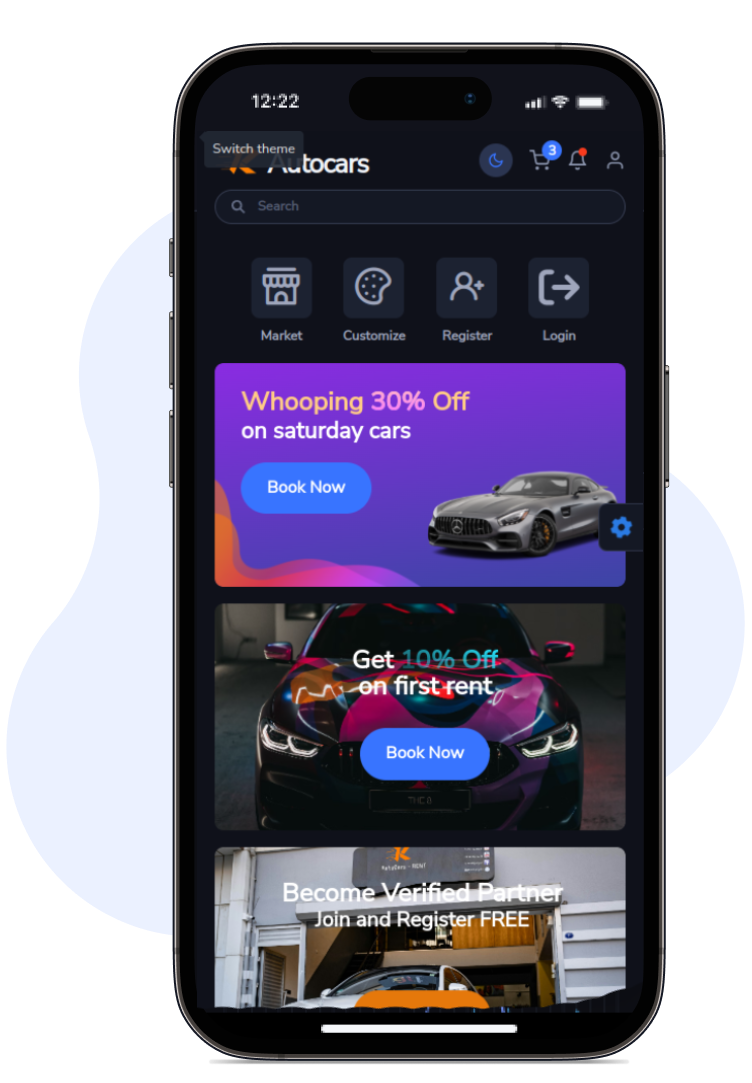 12:22
Switch theme
Autocars
3
Search
Market
Customize
Register
Login
Whooping 30% Off
on saturday cars
Book Now
Get 10% Off
on first rent
Book Now
Become Verified Partner
Join and Register FREE